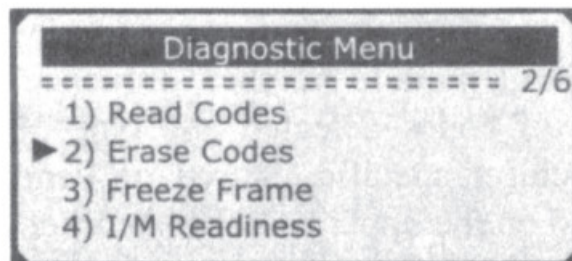 Diagnostic Menu
======================== 2/6
1) Read Codes
▶2) Erase Codes
3) Freeze Frame
4) I/M Readiness